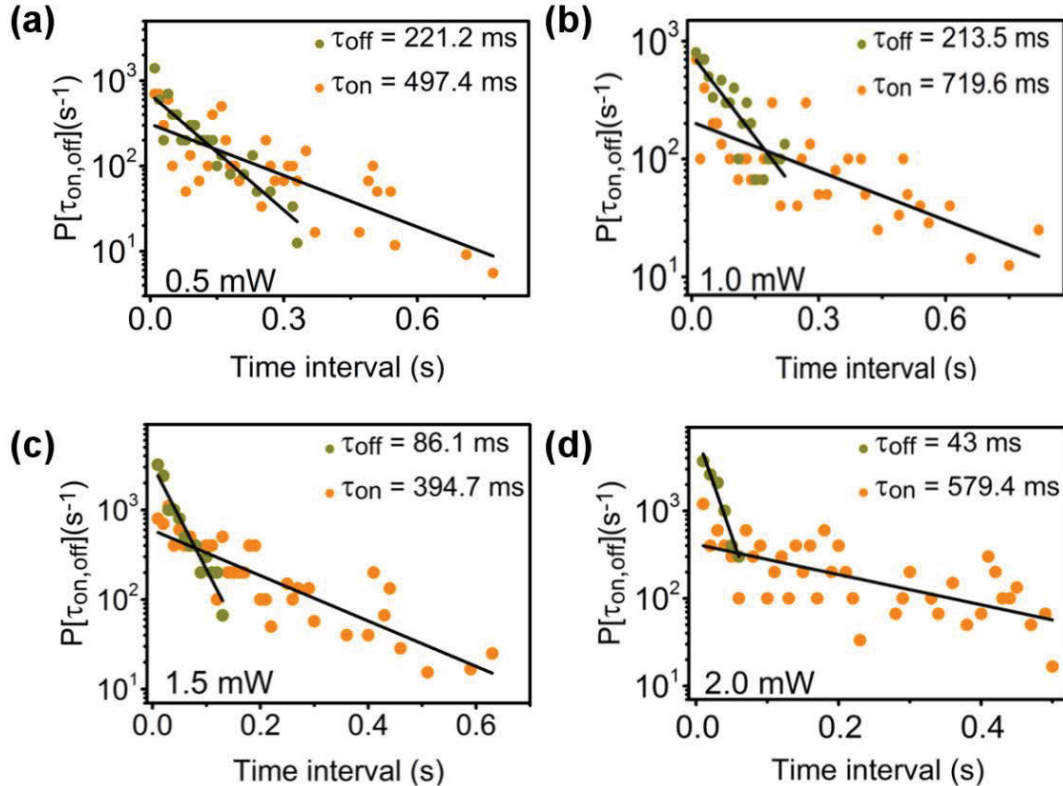 (a)
τoff = 221.2 ms
τon = 497.4 ms
10³
10²
10¹
P[τon,off](s⁻¹)
0.5 mW
0.0 0.3 0.6
Time interval (s)
(b)
τoff = 213.5 ms
τon = 719.6 ms
10³
10²
10¹
P[τon,off](s⁻¹)
1.0 mW
0.0 0.3 0.6
Time interval (s)
(c)
τoff = 86.1 ms
τon = 394.7 ms
10³
10²
10¹
P[τon,off](s⁻¹)
1.5 mW
0.0 0.2 0.4 0.6
Time interval (s)
(d)
τoff = 43 ms
τon = 579.4 ms
10³
10²
10¹
P[τon,off](s⁻¹)
2.0 mW
0.0 0.2 0.4
Time interval (s)